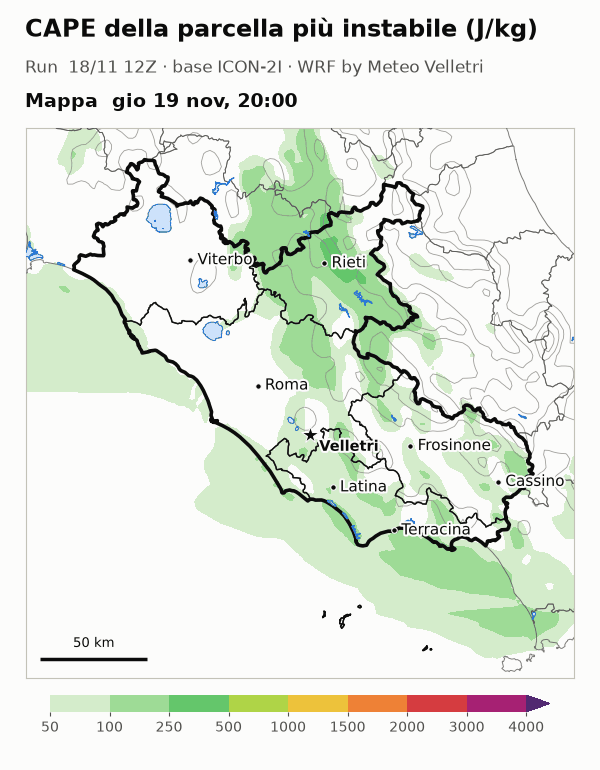 CAPE della parcella più instabile (J/kg)
Run  18/11 12Z · base ICON-2I · WRF by Meteo Velletri
Mappa  gio 19 nov, 20:00
Viterbo
Rieti
Roma
Velletri
Frosinone
Cassino
Latina
Terracina
50 km
50 100 250 500 1000 1500 2000 3000 4000